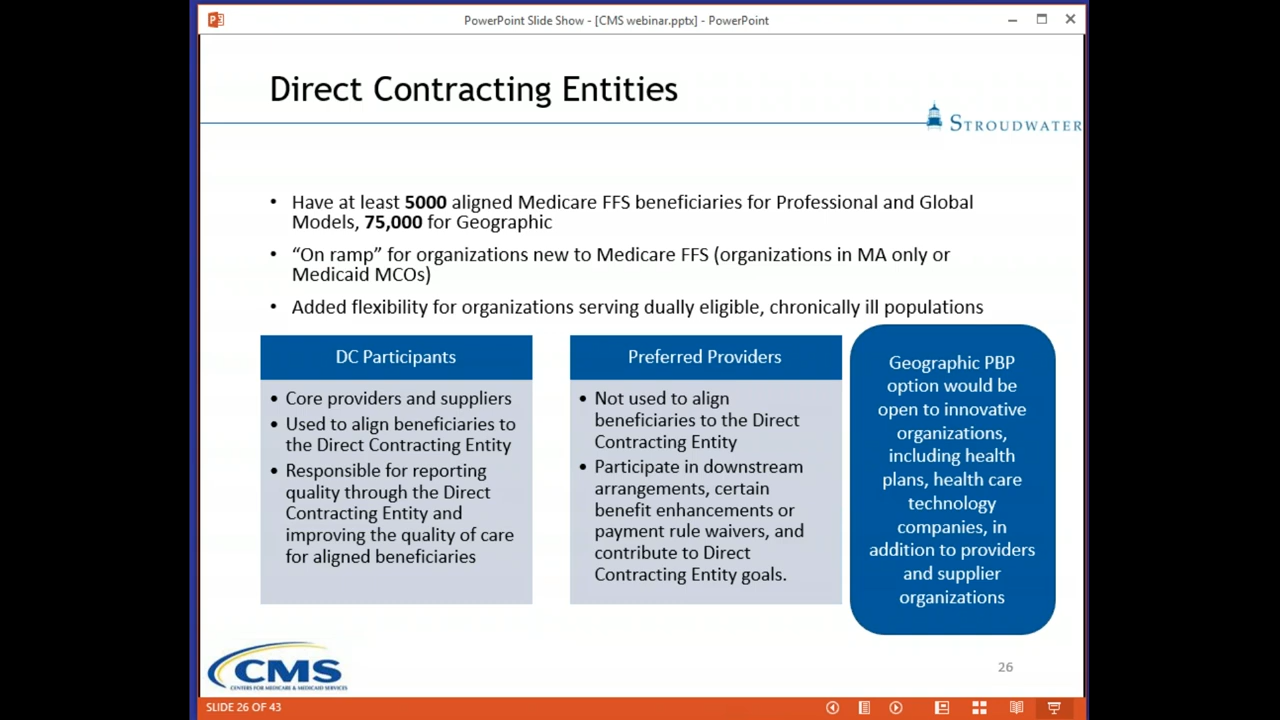 PowerPoint Slide Show - [CMS webinar.pptx] - PowerPoint
Direct Contracting Entities
STROUDWATER
• Have at least 5000 aligned Medicare FFS beneficiaries for Professional and Global
Models, 75,000 for Geographic
• “On ramp” for organizations new to Medicare FFS (organizations in MA only or
Medicaid MCOs)
• Added flexibility for organizations serving dually eligible, chronically ill populations
DC Participants
• Core providers and suppliers
• Used to align beneficiaries to
the Direct Contracting Entity
• Responsible for reporting
quality through the Direct
Contracting Entity and
improving the quality of care
for aligned beneficiaries
Preferred Providers
• Not used to align
beneficiaries to the Direct
Contracting Entity
• Participate in downstream
arrangements, certain
benefit enhancements or
payment rule waivers, and
contribute to Direct
Contracting Entity goals.
Geographic PBP
option would be
open to innovative
organizations,
including health
plans, health care
technology
companies, in
addition to providers
and supplier
organizations
CMS
CENTERS FOR MEDICARE & MEDICAID SERVICES
26
SLIDE 26 OF 43